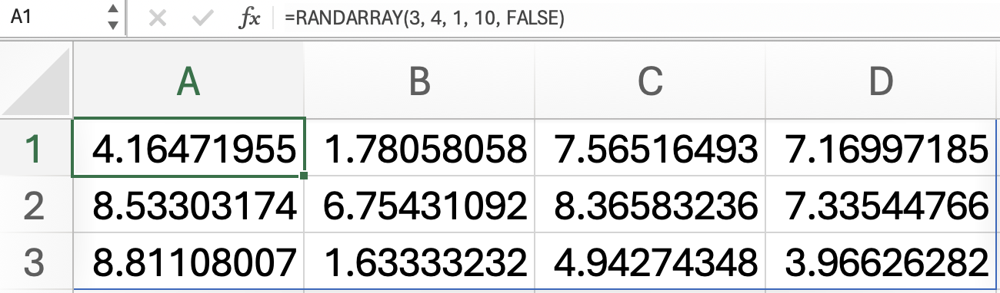 A1 fx =RANDARRAY(3, 4, 1, 10, FALSE)
A B C D
1 4.16471955 1.78058058 7.56516493 7.16997185
2 8.53303174 6.75431092 8.36583236 7.33544766
3 8.81108007 1.63333232 4.94274348 3.96626282